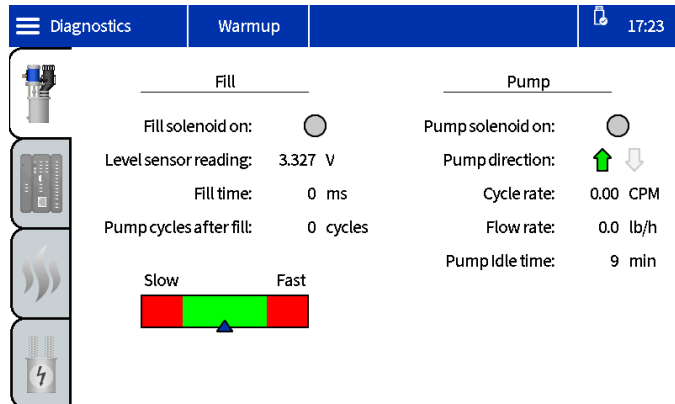 Diagnostics Warmup 17:23
Fill
Fill solenoid on:
Level sensor reading: 3.327 V
Fill time: 0 ms
Pump cycles after fill: 0 cycles
Slow Fast
Pump
Pump solenoid on:
Pump direction:
Cycle rate: 0.00 CPM
Flow rate: 0.0 lb/h
Pump Idle time: 9 min